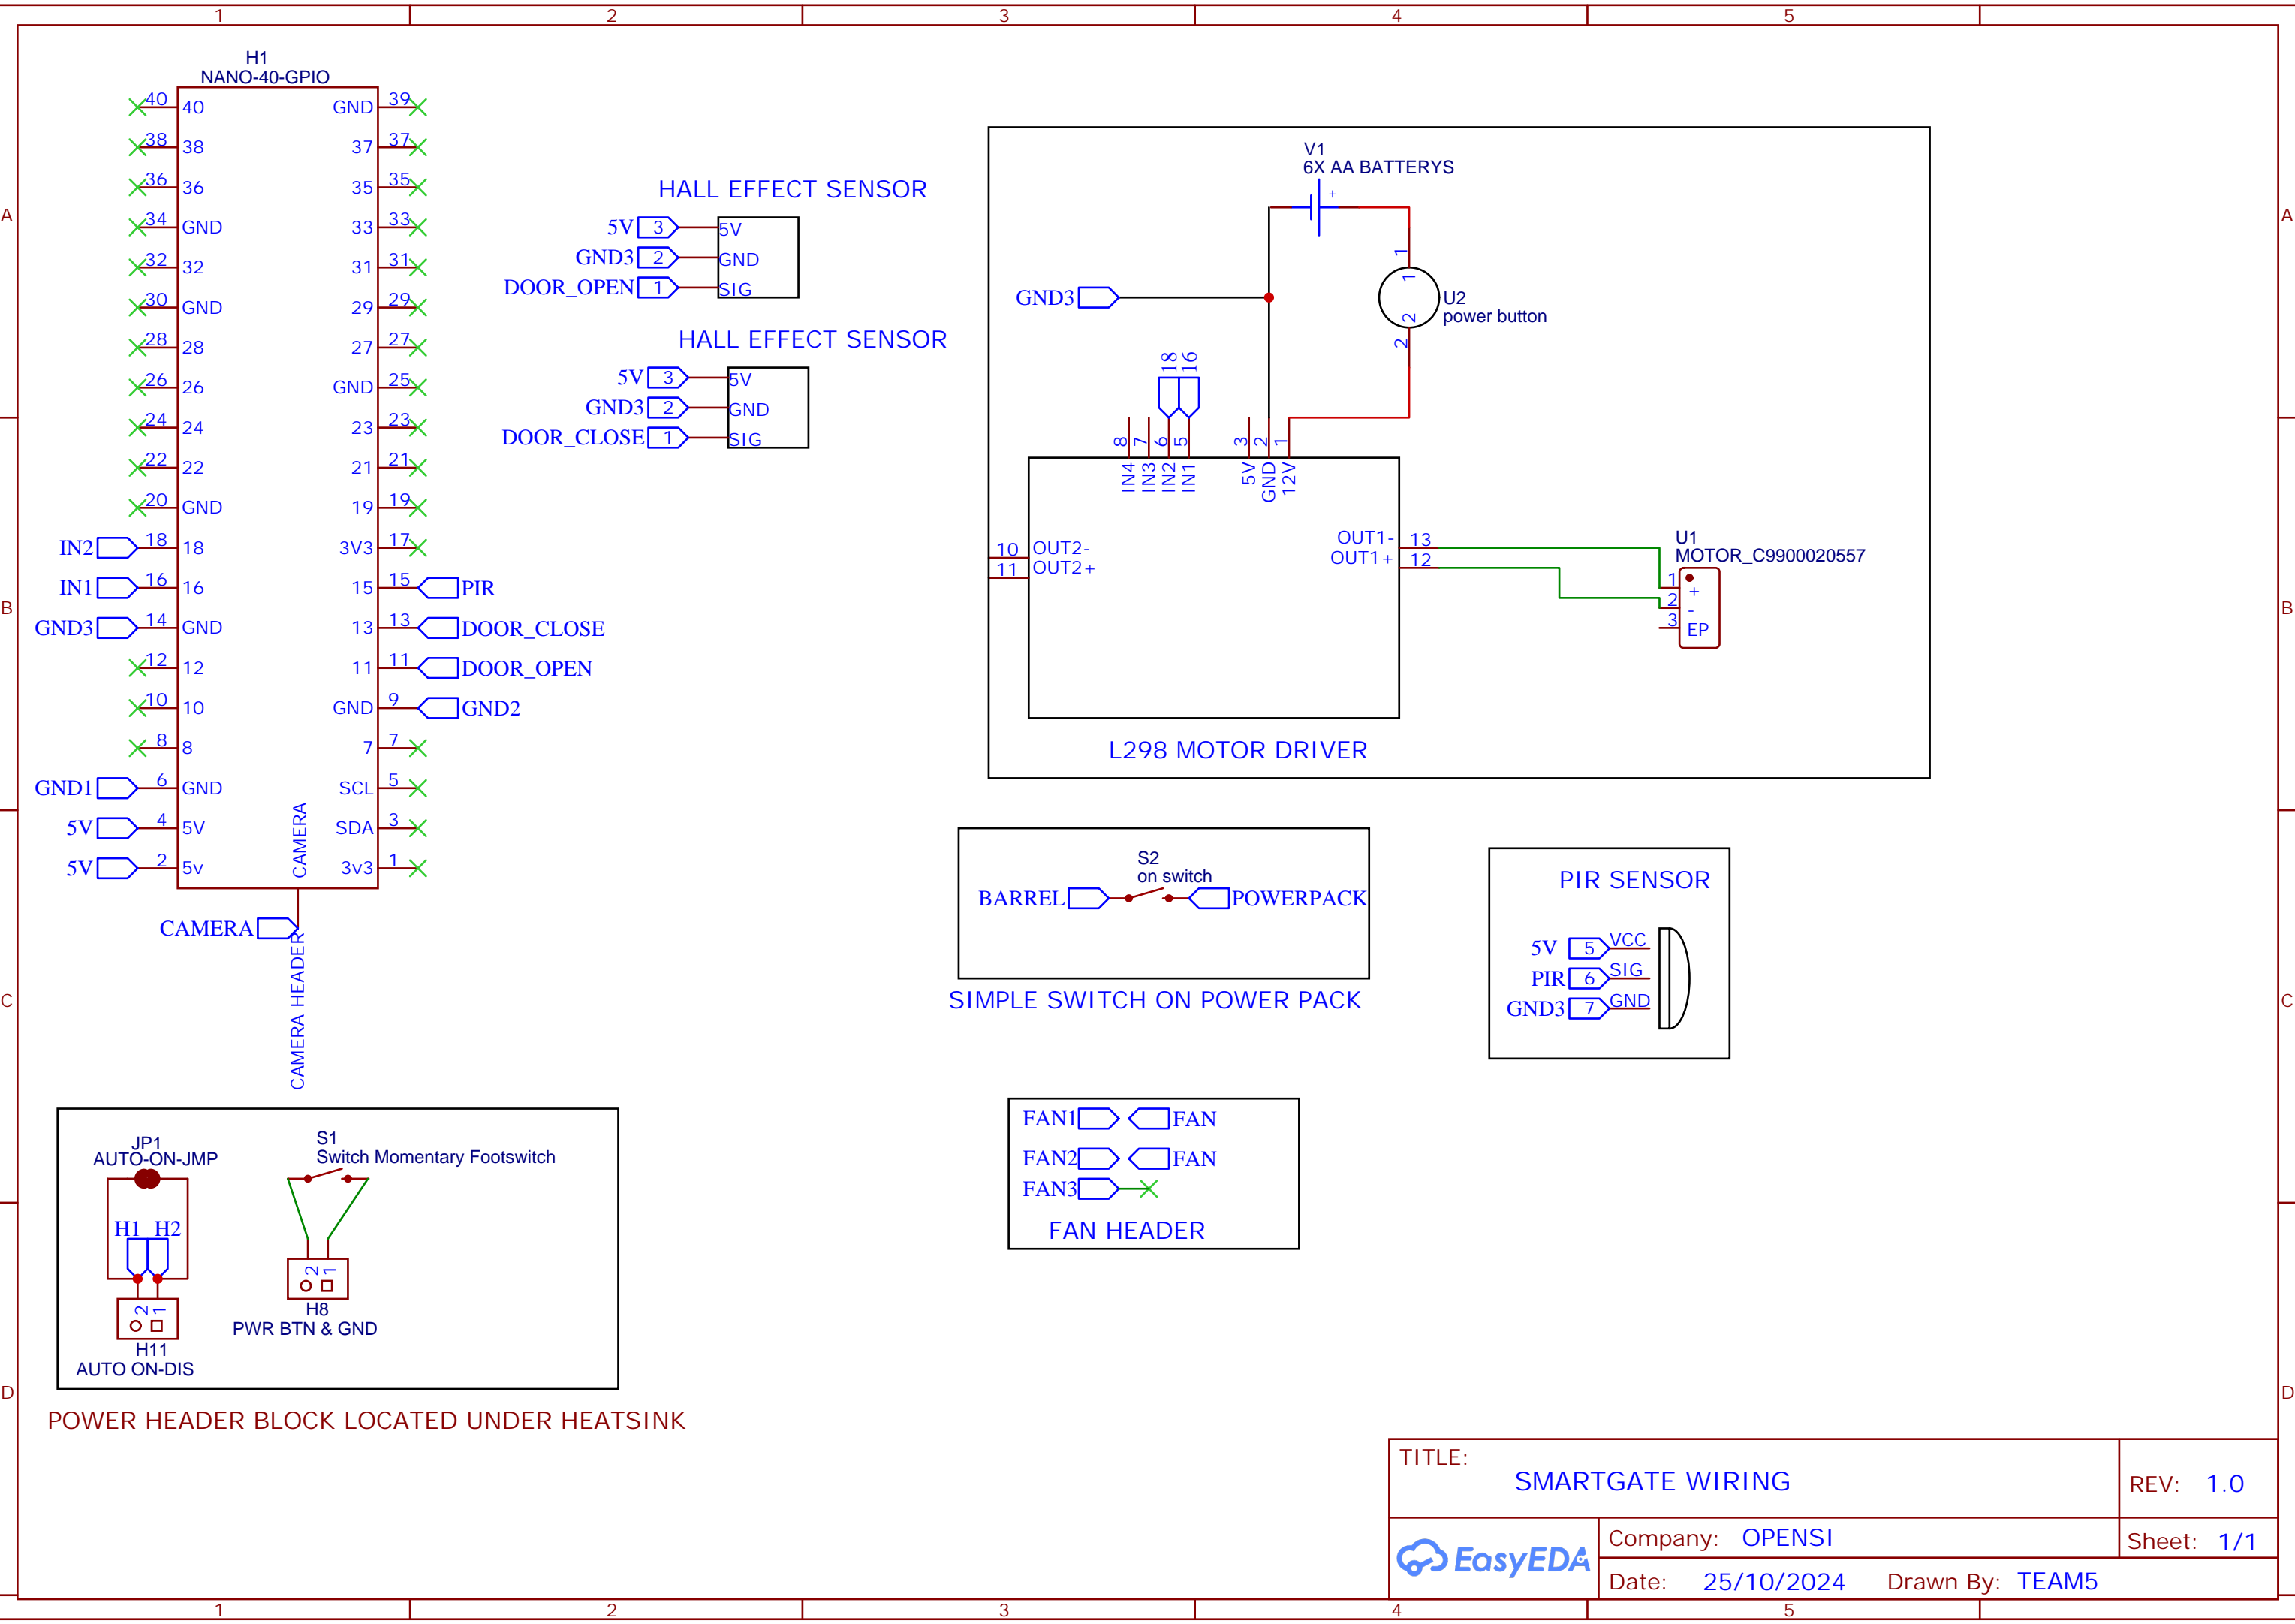 1 2 3 4 5
A A
B B
C C
D D
H1
NANO-40-GPIO
40 40 GND 39
38 38 37 37
36 36 35 35
34 GND 33 33
32 32 31 31
30 GND 29 29
28 28 27 27
26 26 GND 25
24 24 23 23
22 22 21 21
20 GND 19 19
IN2 18 18 3V3 17
IN1 16 16 15 15 PIR
GND3 14 GND 13 13 DOOR_CLOSE
12 12 11 11 DOOR_OPEN
10 10 GND 9 GND2
8 8 7 7
GND1 6 GND SCL 5
5V 4 5V SDA 3
5V 2 5v 3v3 1
CAMERA
CAMERA
CAMERA HEADER
HALL EFFECT SENSOR
5V 3 5V
GND3 2 GND
DOOR_OPEN 1 SIG
HALL EFFECT SENSOR
5V 3 5V
GND3 2 GND
DOOR_CLOSE 1 SIG
V1
6X AA BATTERYS
+
1
1
GND3
U2
power button
2
2
18 16
8 7 6 5 3 2 1
IN4 IN3 IN2 IN1 5V GND 12V
10 OUT2-
11 OUT2+
OUT1- 13
OUT1+ 12
U1
MOTOR_C9900020557
1 +
2 -
3 EP
L298 MOTOR DRIVER
S2
on switch
BARREL POWERPACK
SIMPLE SWITCH ON POWER PACK
PIR SENSOR
5V 5 VCC
PIR 6 SIG
GND3 7 GND
FAN1 FAN
FAN2 FAN
FAN3
FAN HEADER
JP1
AUTO-ON-JMP
H1 H2
2 1
H11
AUTO ON-DIS
S1
Switch Momentary Footswitch
2 1
H8
PWR BTN & GND
POWER HEADER BLOCK LOCATED UNDER HEATSINK
TITLE:
SMARTGATE WIRING
REV: 1.0
EasyEDA
Company: OPENSI
Sheet: 1/1
Date: 25/10/2024 Drawn By: TEAM5
1 2 3 4 5